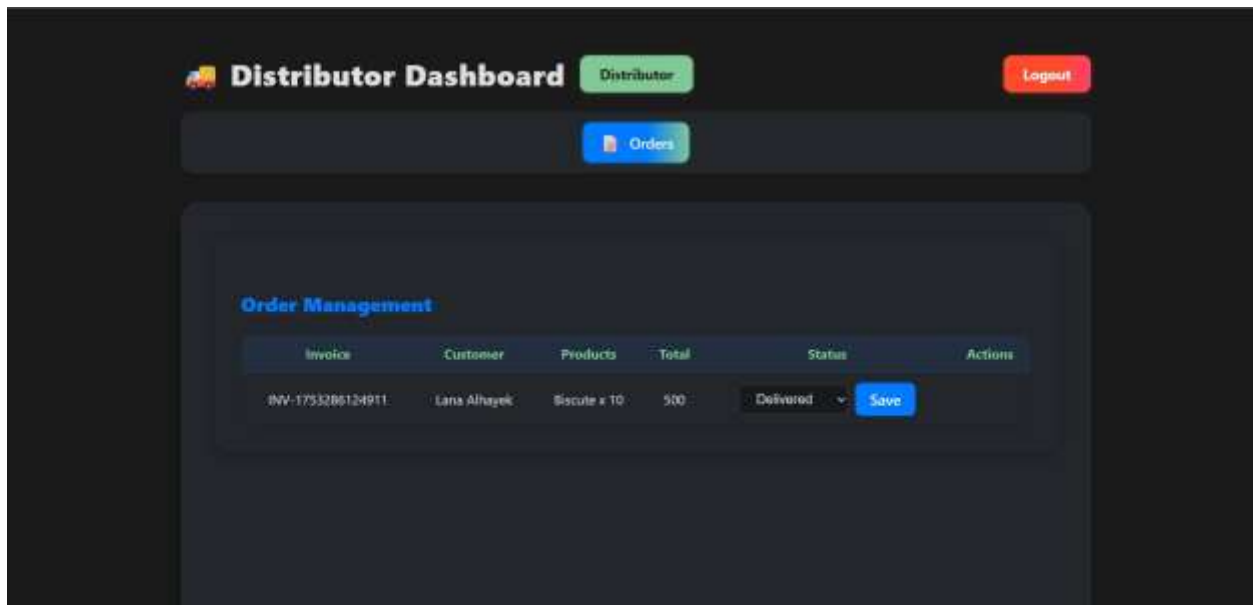 Distributor Dashboard Distributor Logout
Orders
Order Management
Invoice Customer Products Total Status Actions
INV-1753286124911 Lana Alhayek Biscute x 10 500 Delivered Save